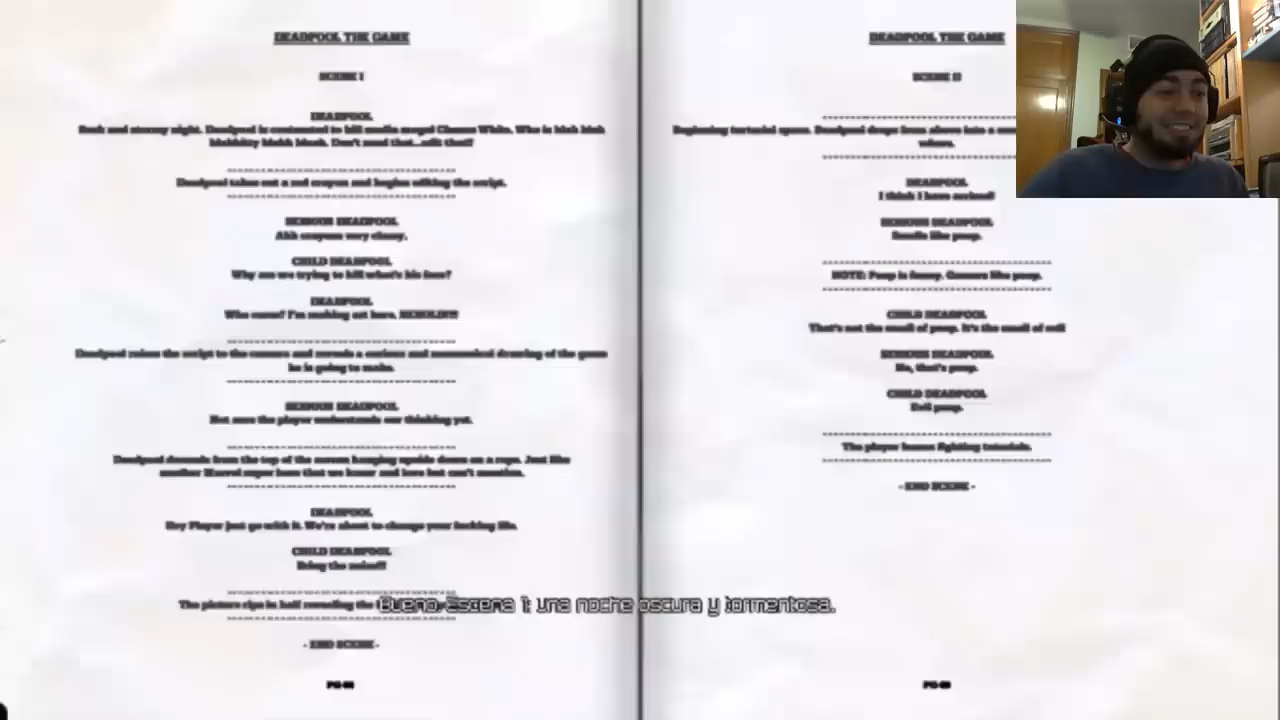 DEADPOOL THE GAME
SCENE I
DEADPOOL
Dark and stormy night. Deadpool is contracted to kill media mogul Chance White. Who is blah blah
blahbity blahh blank. Don't need that...edit that!
Deadpool takes out a red crayon and begins editing the script.
SERIOUS DEADPOOL
Ahh crayons very classy.
CHILD DEADPOOL
Why are we trying to kill what's his face?
DEADPOOL
Who cares? I'm making art here, BEHOLD!!!
Deadpool raises the script to the camera and reveals a curious and nonsensical drawing of the game
he is going to make.
SERIOUS DEADPOOL
Not sure the player understands our thinking yet.
Deadpool descends from the top of the screen hanging upside down on a rope. Just like
another Marvel super hero that we know and love but can't mention.
DEADPOOL
Hey Player just go with it. We're about to change your fucking life.
CHILD DEADPOOL
Bring the noise!!!
The picture rips in half revealing the
- END SCENE -
DEADPOOL THE GAME
SCENE II
Beginning tutorial space. Deadpool drops from above into a
DEADPOOL
I think I have arrived!
SERIOUS DEADPOOL
Smells like poop.
NOTE: Poop is funny. Gamers like poop.
CHILD DEADPOOL
That's not the smell of poop. It's the smell of evil
SERIOUS DEADPOOL
No, that's poop.
CHILD DEADPOOL
Evil poop.
The player learns fighting tutorials.
- END SCENE -
Bueno, Escena 1: una noche oscura y tormentosa.